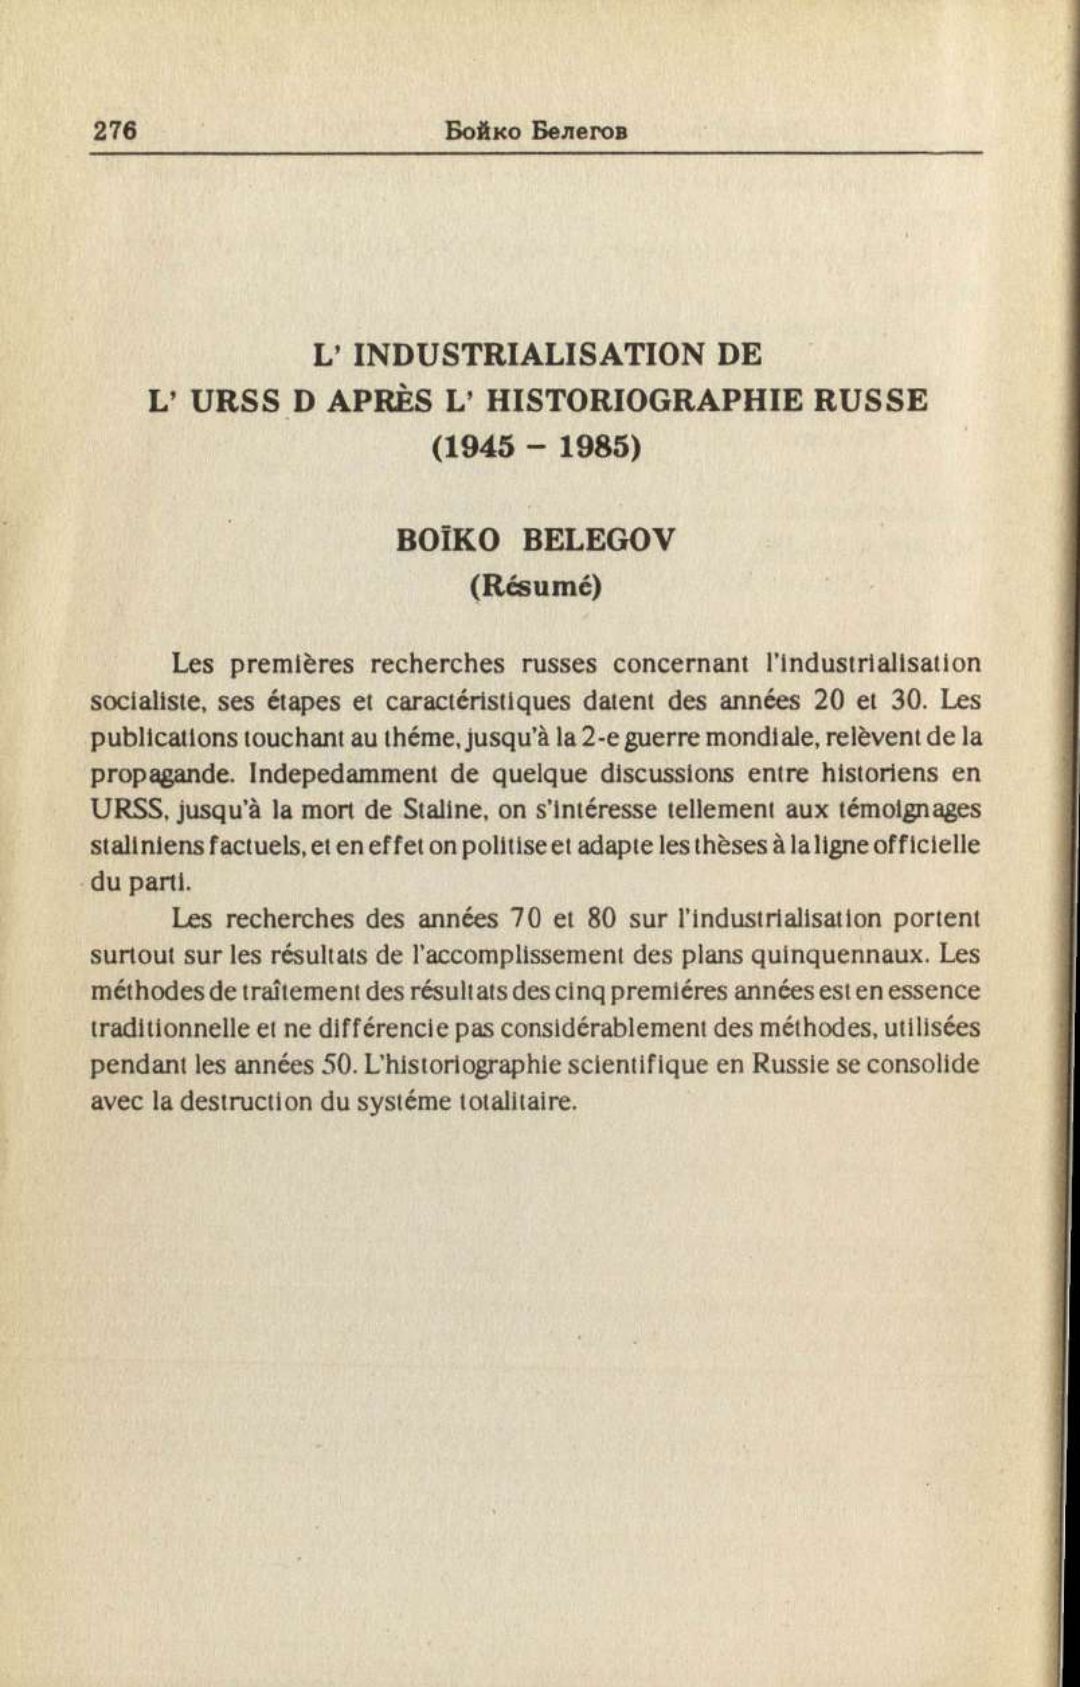 276 Бойко Белегов
L' INDUSTRIALISATION DE
L' URSS D APRÈS L' HISTORIOGRAPHIE RUSSE
(1945 – 1985)
BOÏKO BELEGOV
(Résumé)
Les premières recherches russes concernant l'industrialisation
socialiste, ses étapes et caractéristiques datent des années 20 et 30. Les
publications touchant au théme, jusqu'à la 2-e guerre mondiale, relèvent de la
propagande. Indepedamment de quelque discussions entre historiens en
URSS, jusqu'à la mort de Staline, on s'intéresse tellement aux témoignages
staliniens factuels, et en effet on politise et adapte les thèses à la ligne officielle
du parti.
Les recherches des années 70 et 80 sur l'industrialisation portent
surtout sur les résultats de l'accomplissement des plans quinquennaux. Les
méthodes de traîtement des résultats des cinq premiéres années est en essence
traditionnelle et ne différencie pas considérablement des méthodes, utilisées
pendant les années 50. L'historiographie scientifique en Russie se consolide
avec la destruction du systéme totalitaire.